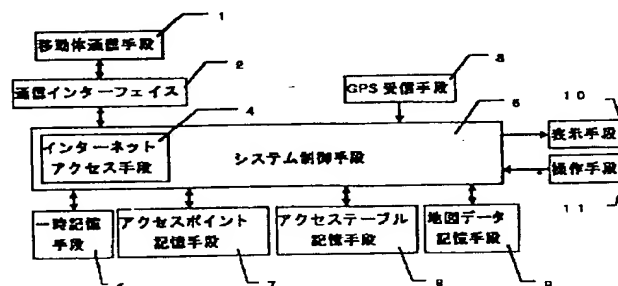 1
移動体通信手段
2
通信インターフェイス
3
GPS受信手段
4
5
10
表示手段
インターネット
アクセス手段
システム制御手段
操作手段
11
一時記憶
手段
アクセスポイント
記憶手段
アクセステーブル
記憶手段
地図データ
記憶手段
7
8
9